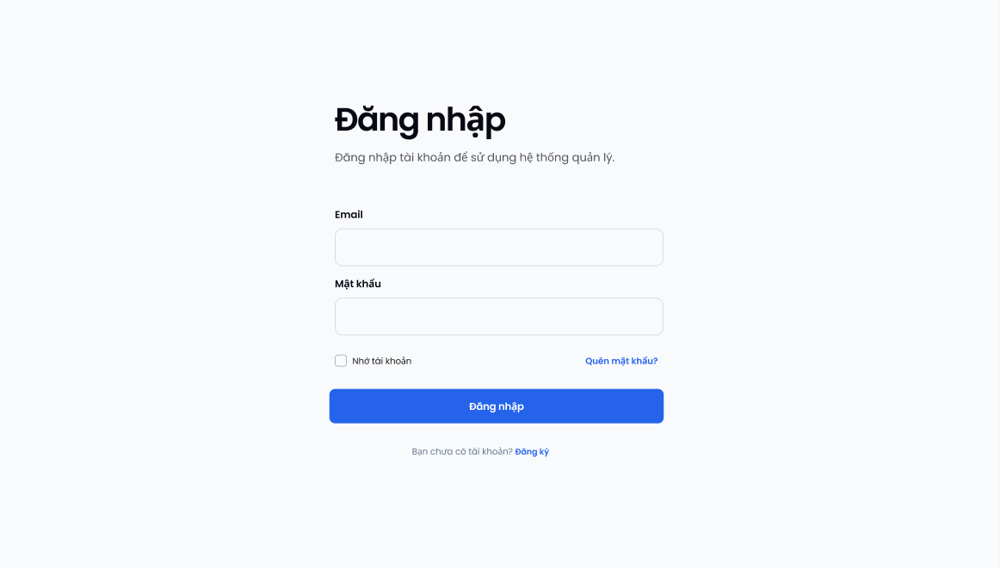 Đăng nhập
Đăng nhập tài khoản để sử dụng hệ thống quản lý.
Email
Mật khẩu
Nhớ tài khoản
Quên mật khẩu?
Đăng nhập
Bạn chưa có tài khoản? Đăng ký